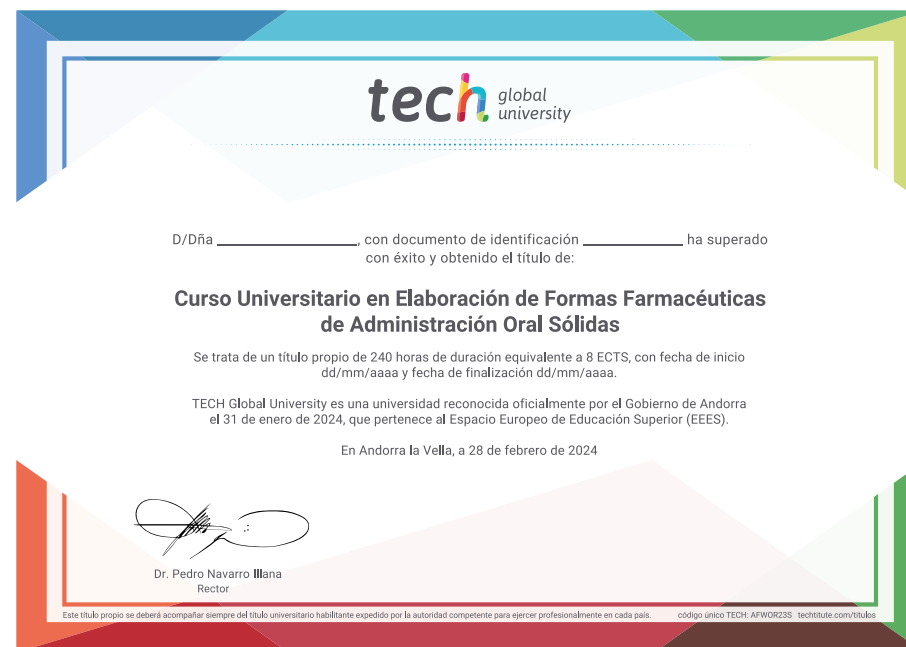 tech global university
D/Dña ____________________, con documento de identificación ______________ ha superado
con éxito y obtenido el título de:
Curso Universitario en Elaboración de Formas Farmacéuticas
de Administración Oral Sólidas
Se trata de un título propio de 240 horas de duración equivalente a 8 ECTS, con fecha de inicio
dd/mm/aaaa y fecha de finalización dd/mm/aaaa.
TECH Global University es una universidad reconocida oficialmente por el Gobierno de Andorra
el 31 de enero de 2024, que pertenece al Espacio Europeo de Educación Superior (EEES).
En Andorra la Vella, a 28 de febrero de 2024
Dr. Pedro Navarro Illana
Rector
Este título propio se deberá acompañar siempre del título universitario habilitante expedido por la autoridad competente para ejercer profesionalmente en cada país. código único TECH: AFWOR23S techtitute.com/titulos